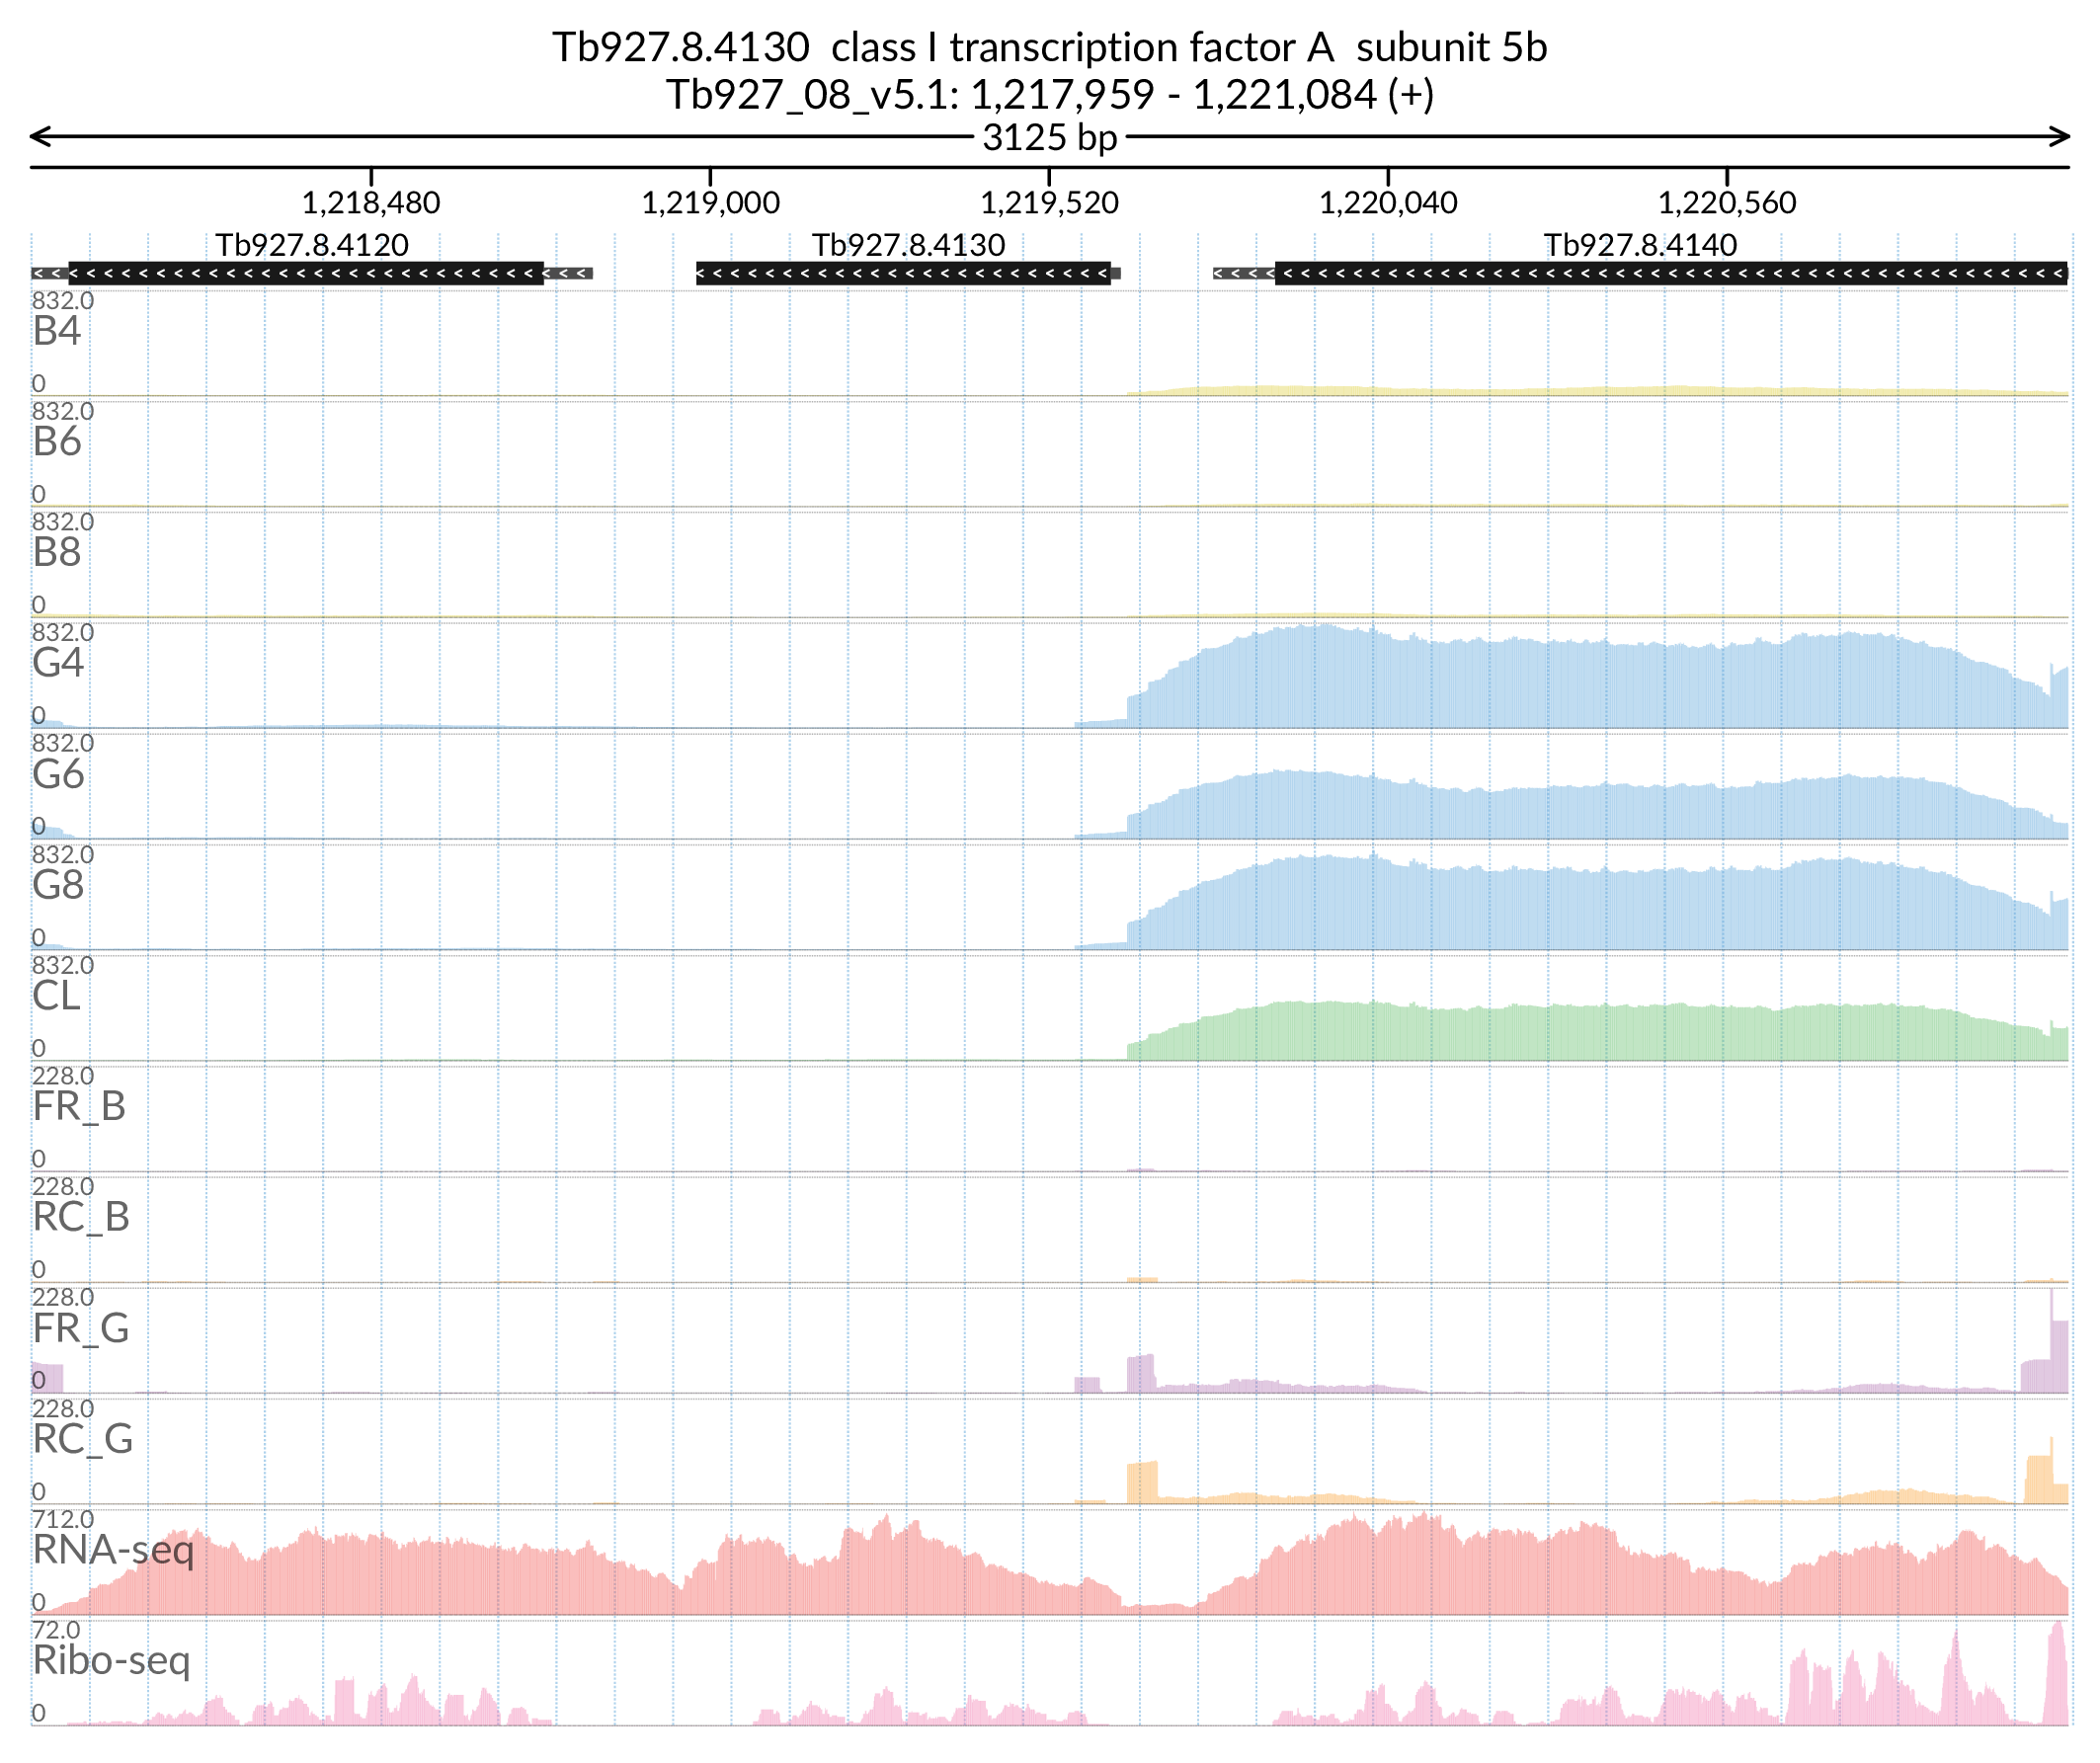 Tb927.8.4130  class I transcription factor A  subunit 5b
Tb927_08_v5.1: 1,217,959 - 1,221,084 (+)
3125 bp
1,218,480 1,219,000 1,219,520 1,220,040 1,220,560
Tb927.8.4120 Tb927.8.4130 Tb927.8.4140
832.0
B4
0
832.0
B6
0
832.0
B8
0
832.0
G4
0
832.0
G6
0
832.0
G8
0
832.0
CL
0
228.0
FR_B
0
228.0
RC_B
0
228.0
FR_G
0
228.0
RC_G
0
712.0
RNA-seq
0
72.0
Ribo-seq
0